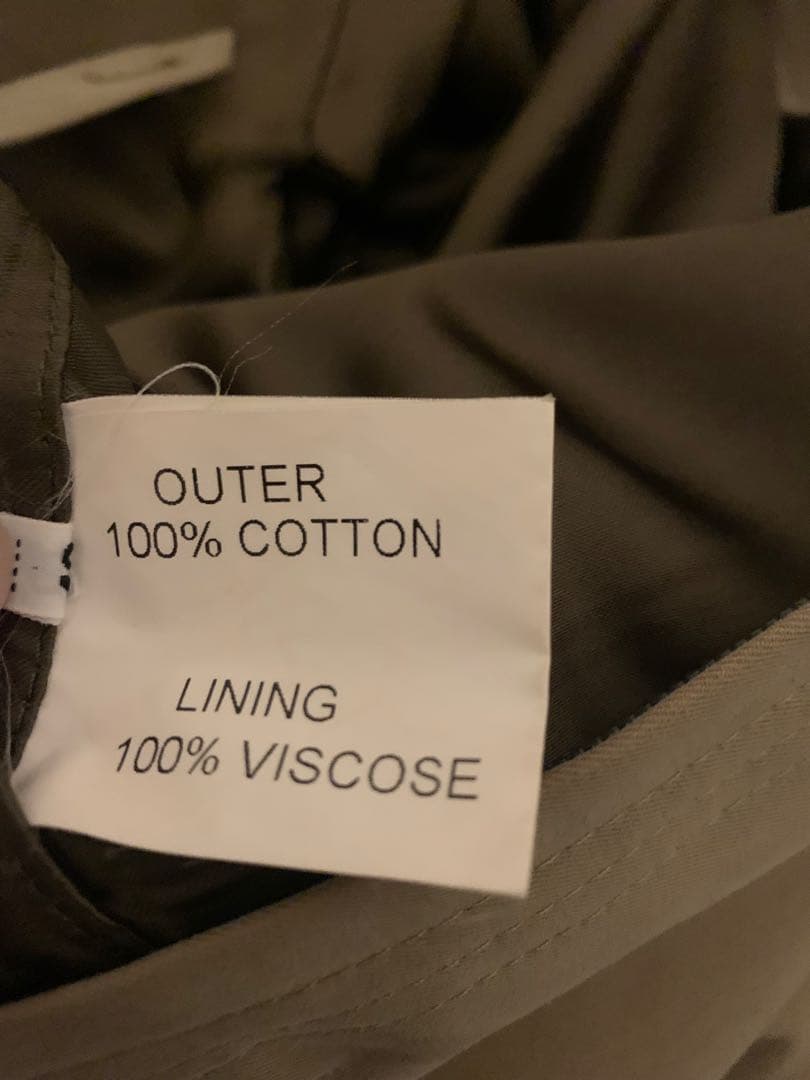 OUTER
100% COTTON
LINING
100% VISCOSE